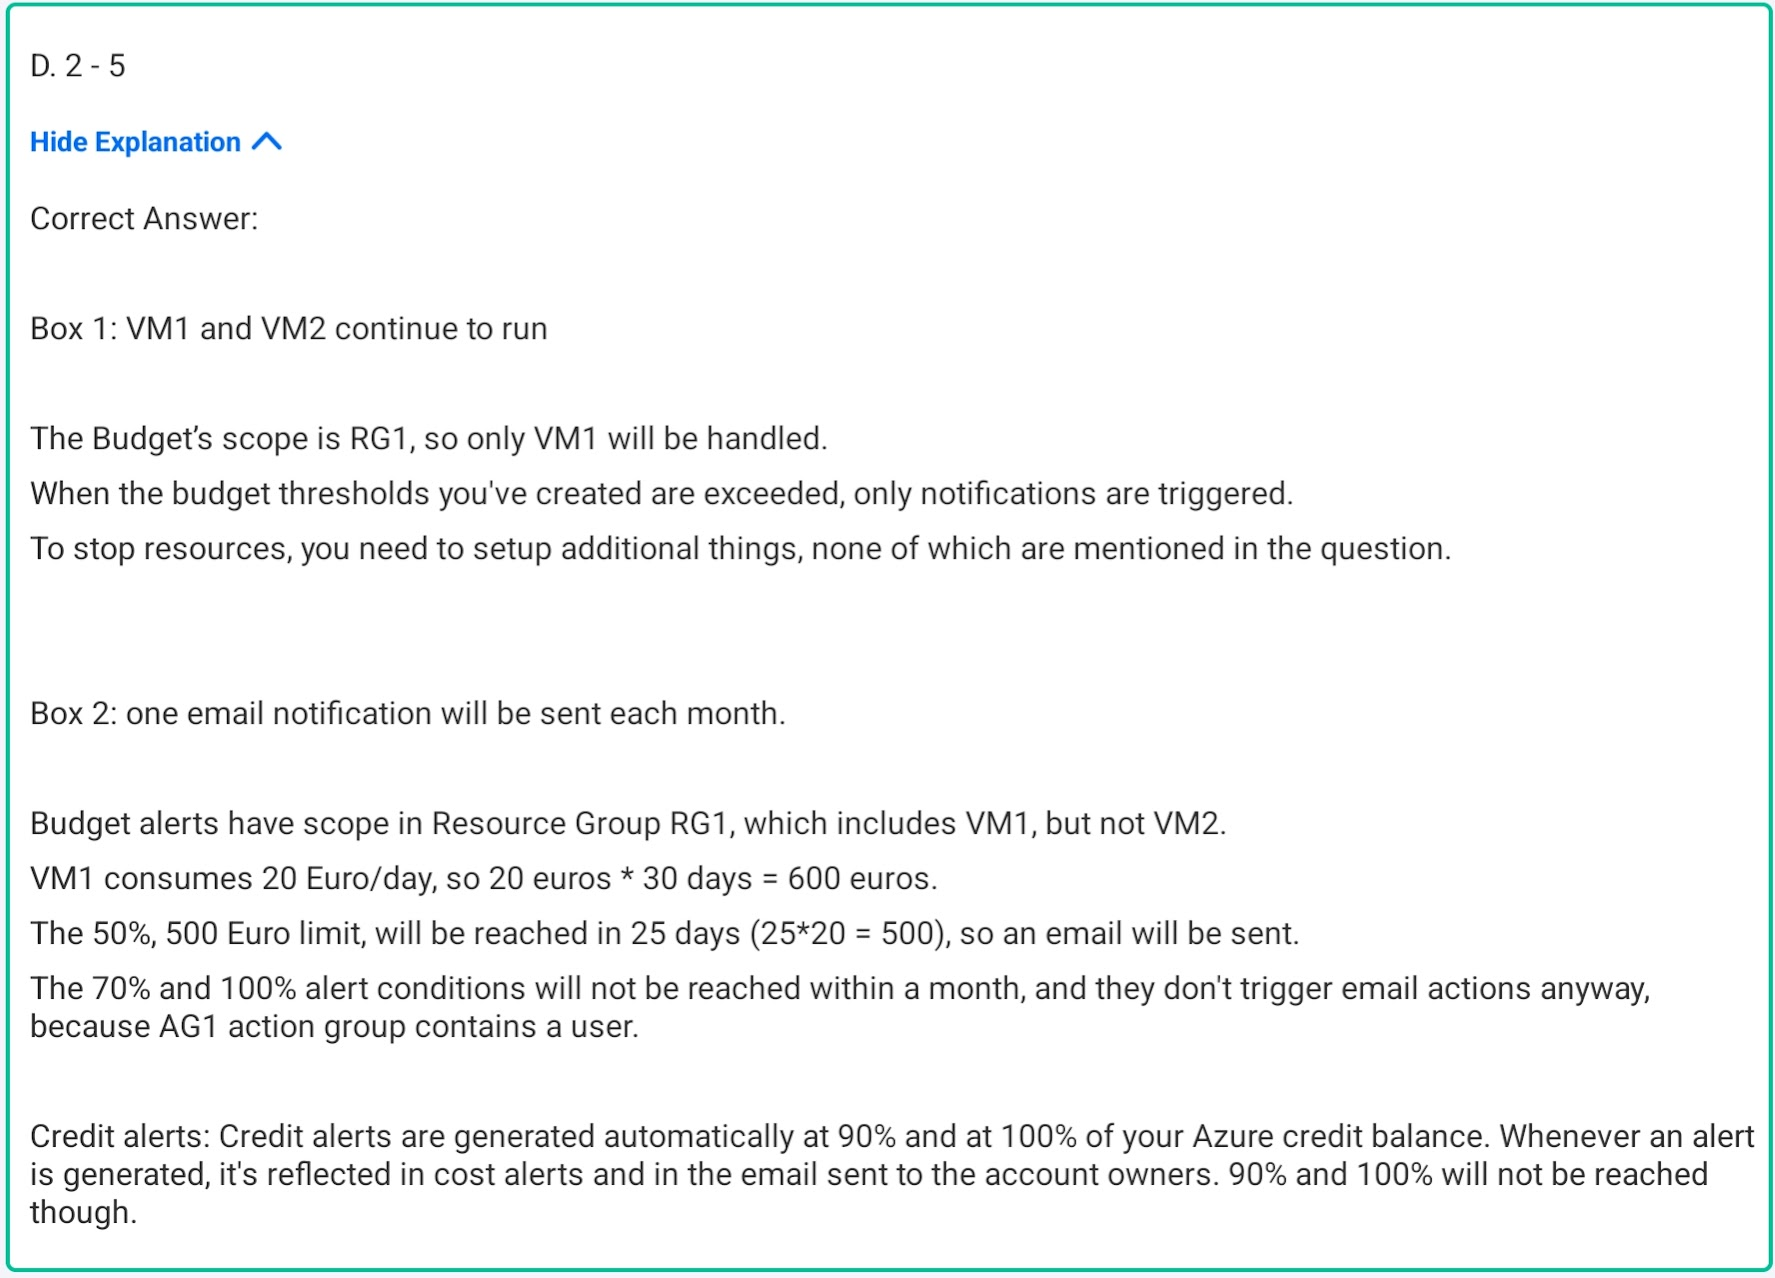 D. 2 - 5
Hide Explanation
Correct Answer:
Box 1: VM1 and VM2 continue to run
The Budget’s scope is RG1, so only VM1 will be handled.
When the budget thresholds you've created are exceeded, only notifications are triggered.
To stop resources, you need to setup additional things, none of which are mentioned in the question.
Box 2: one email notification will be sent each month.
Budget alerts have scope in Resource Group RG1, which includes VM1, but not VM2.
VM1 consumes 20 Euro/day, so 20 euros * 30 days = 600 euros.
The 50%, 500 Euro limit, will be reached in 25 days (25*20 = 500), so an email will be sent.
The 70% and 100% alert conditions will not be reached within a month, and they don't trigger email actions anyway,
because AG1 action group contains a user.
Credit alerts: Credit alerts are generated automatically at 90% and at 100% of your Azure credit balance. Whenever an alert
is generated, it's reflected in cost alerts and in the email sent to the account owners. 90% and 100% will not be reached
though.